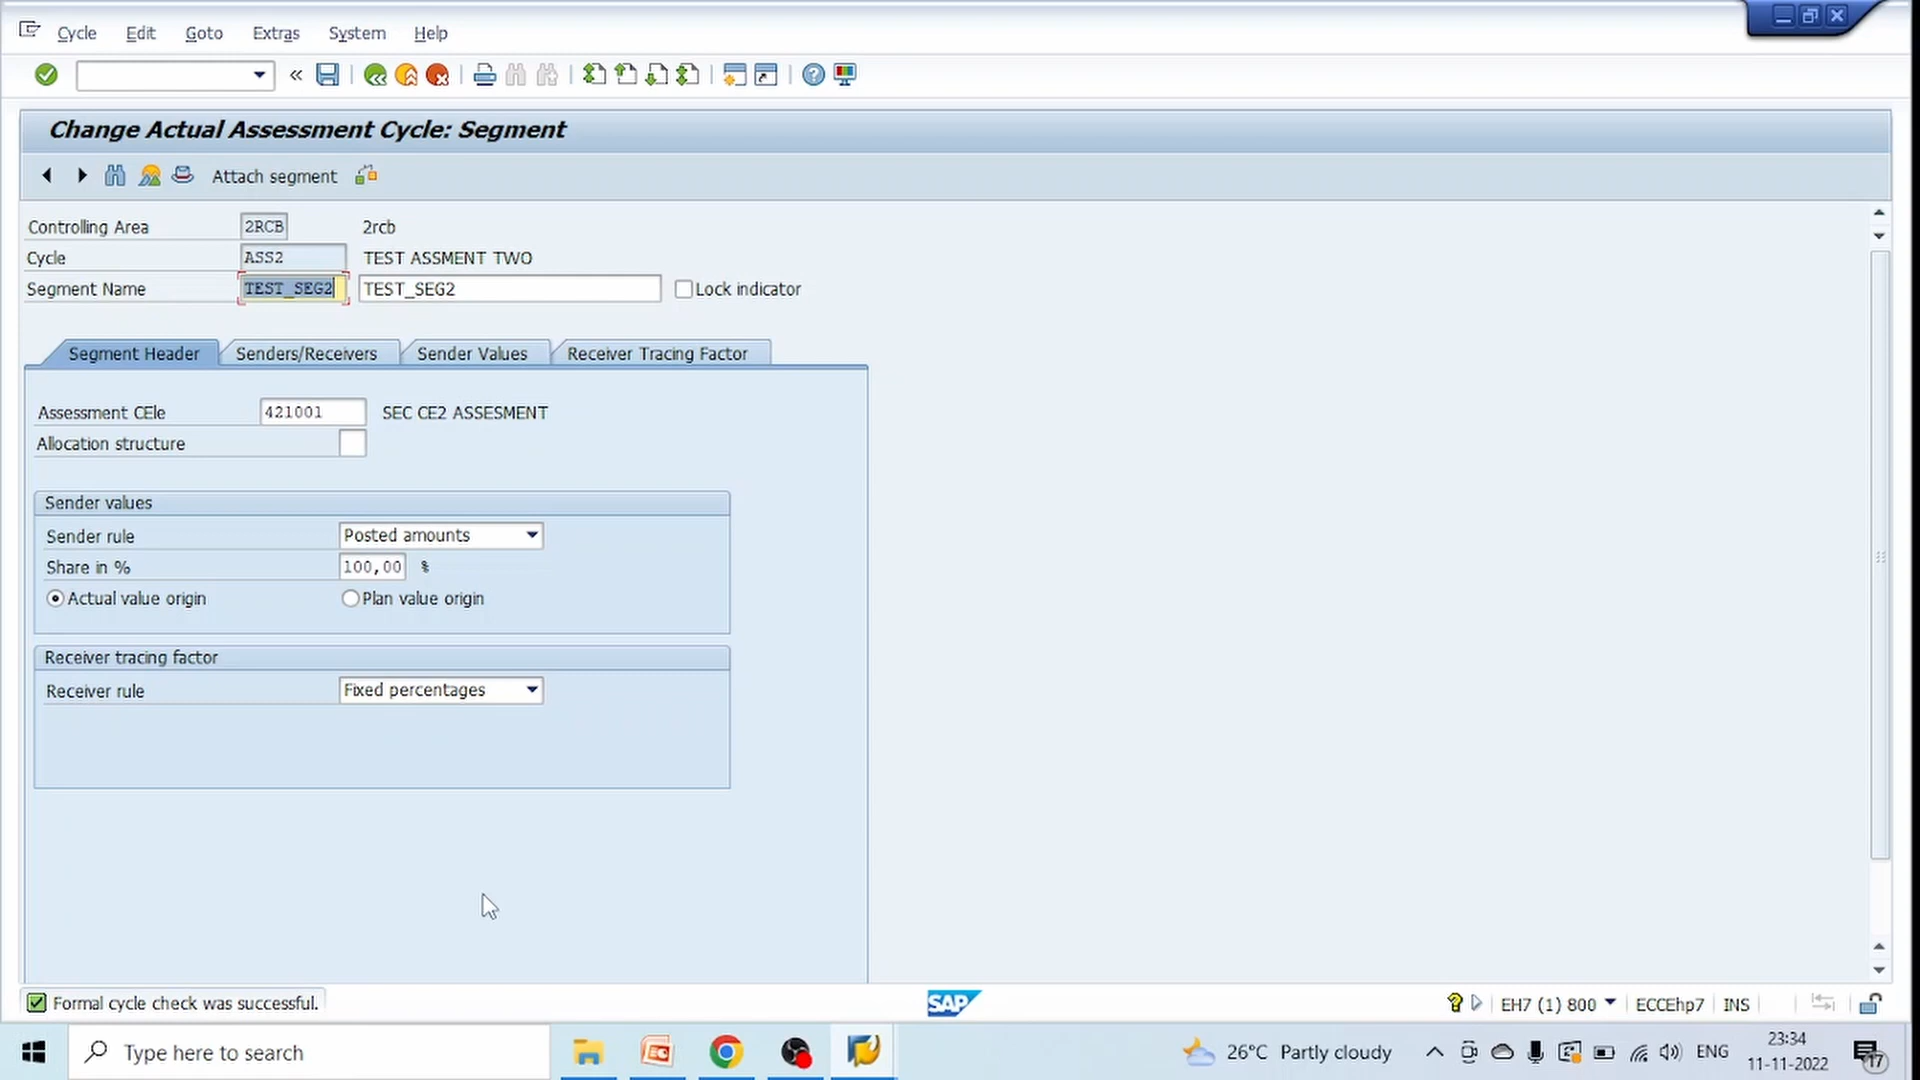 Cycle Edit Goto Extras System Help
Change Actual Assessment Cycle: Segment
Attach segment
Controlling Area 2RCB 2rcb
Cycle ASS2 TEST ASSMENT TWO
Segment Name TEST_SEG2 TEST_SEG2 Lock indicator
Segment Header Senders/Receivers Sender Values Receiver Tracing Factor
Assessment CEle 421001 SEC CE2 ASSESMENT
Allocation structure
Sender values
Sender rule Posted amounts
Share in % 100,00 %
Actual value origin Plan value origin
Receiver tracing factor
Receiver rule Fixed percentages
Formal cycle check was successful. SAP EH7 (1) 800 ECCEhp7 INS
Type here to search 26°C Partly cloudy ENG 23:34
11-11-2022 17